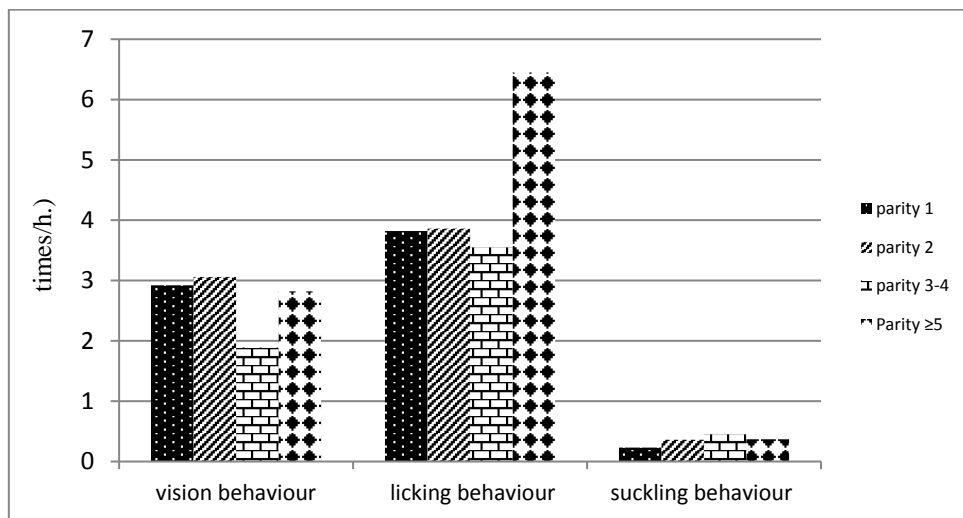 7
6
5
4
3
2
1
0
times/h.)
vision behaviour
licking behaviour
suckling behaviour
parity 1
parity 2
parity 3-4
Parity ≥5